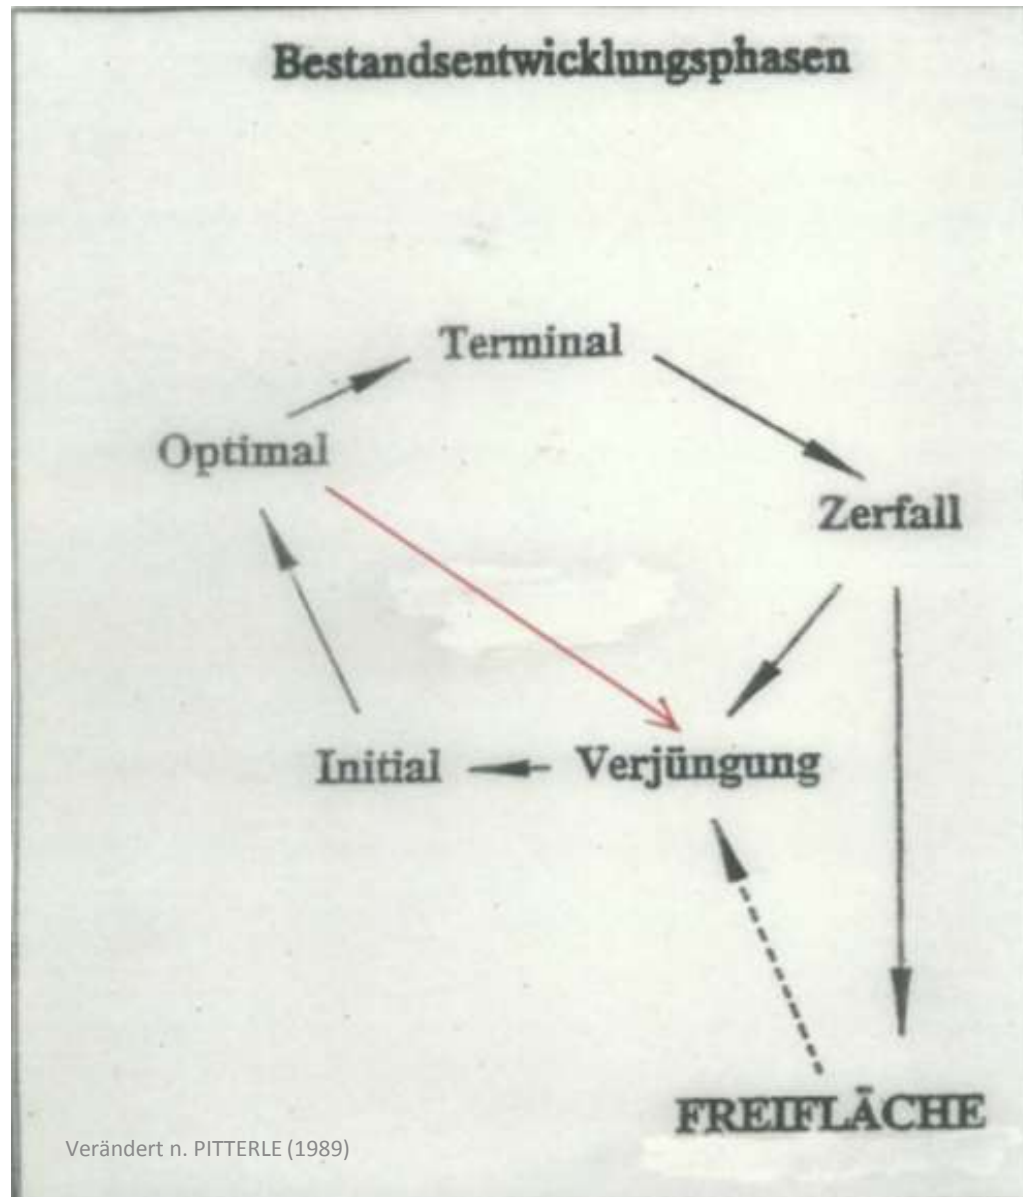 Bestandsentwicklungsphasen
Terminal
Optimal
Zerfall
Initial
Verjüngung
FREIFLÄCHE
Verändert n. PITTERLE (1989)